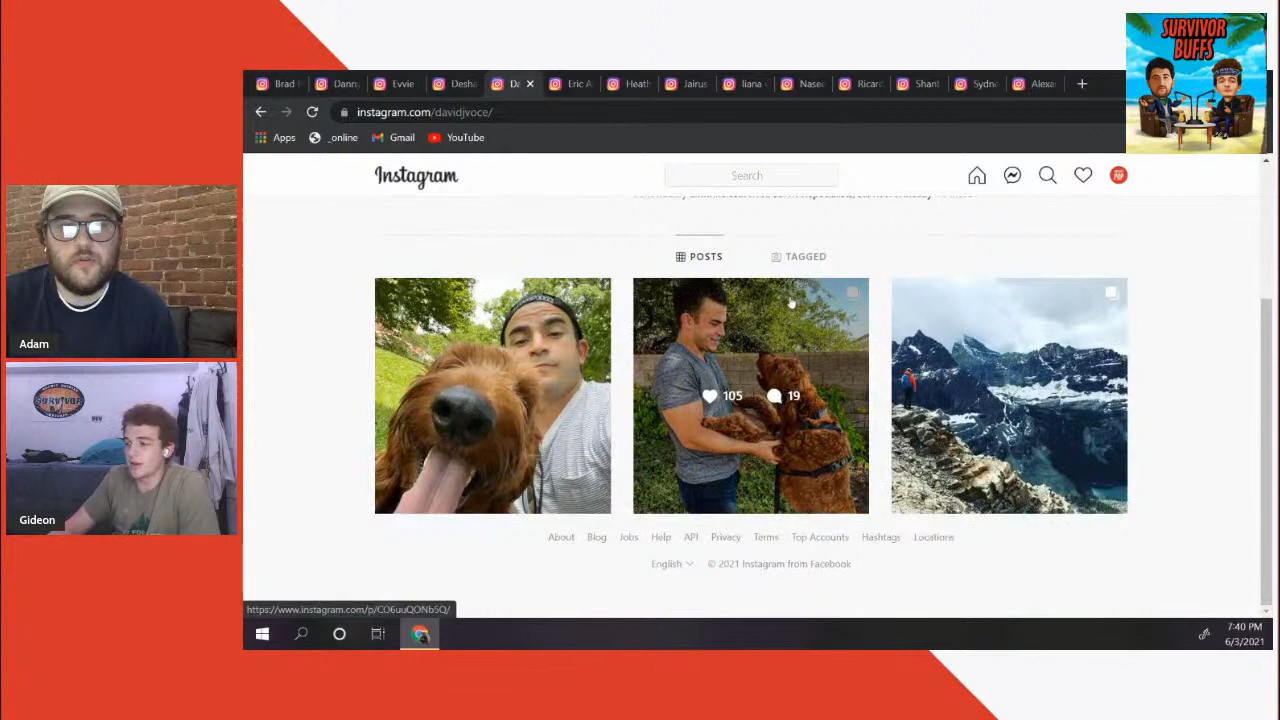 SURVIVOR
BUFFS
Brad
Danny
Evvie
Desha
Da
Eric A
Heath
Jairus
liana
Nasee
Ricard
Shant
Sydne
Alexa
instagram.com/davidjvoce/
Apps
_online
Gmail
YouTube
Instagram
Search
POSTS
TAGGED
105
19
Adam
SURVIVOR
Gideon
About Blog Jobs Help API Privacy Terms Top Accounts Hashtags Locations
English © 2021 Instagram from Facebook
https://www.instagram.com/p/CO6uuQONb5Q/
7:40 PM
6/3/2021